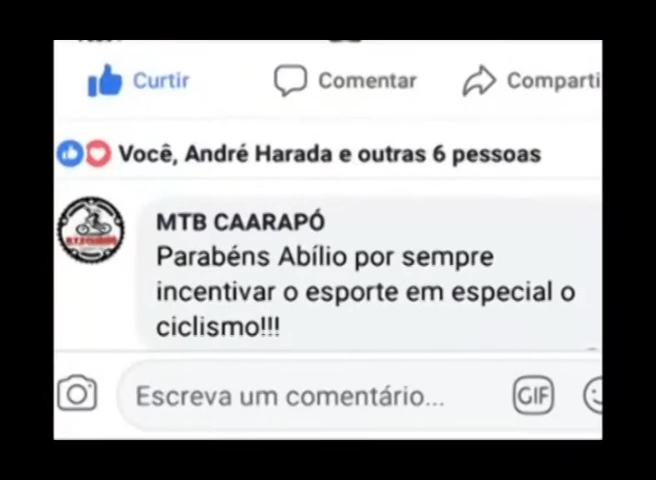 Curtir Comentar Comparti
Você, André Harada e outras 6 pessoas
MTB CAARAPÓ
Parabéns Abílio por sempre
incentivar o esporte em especial o
ciclismo!!!
Escreva um comentário... GIF